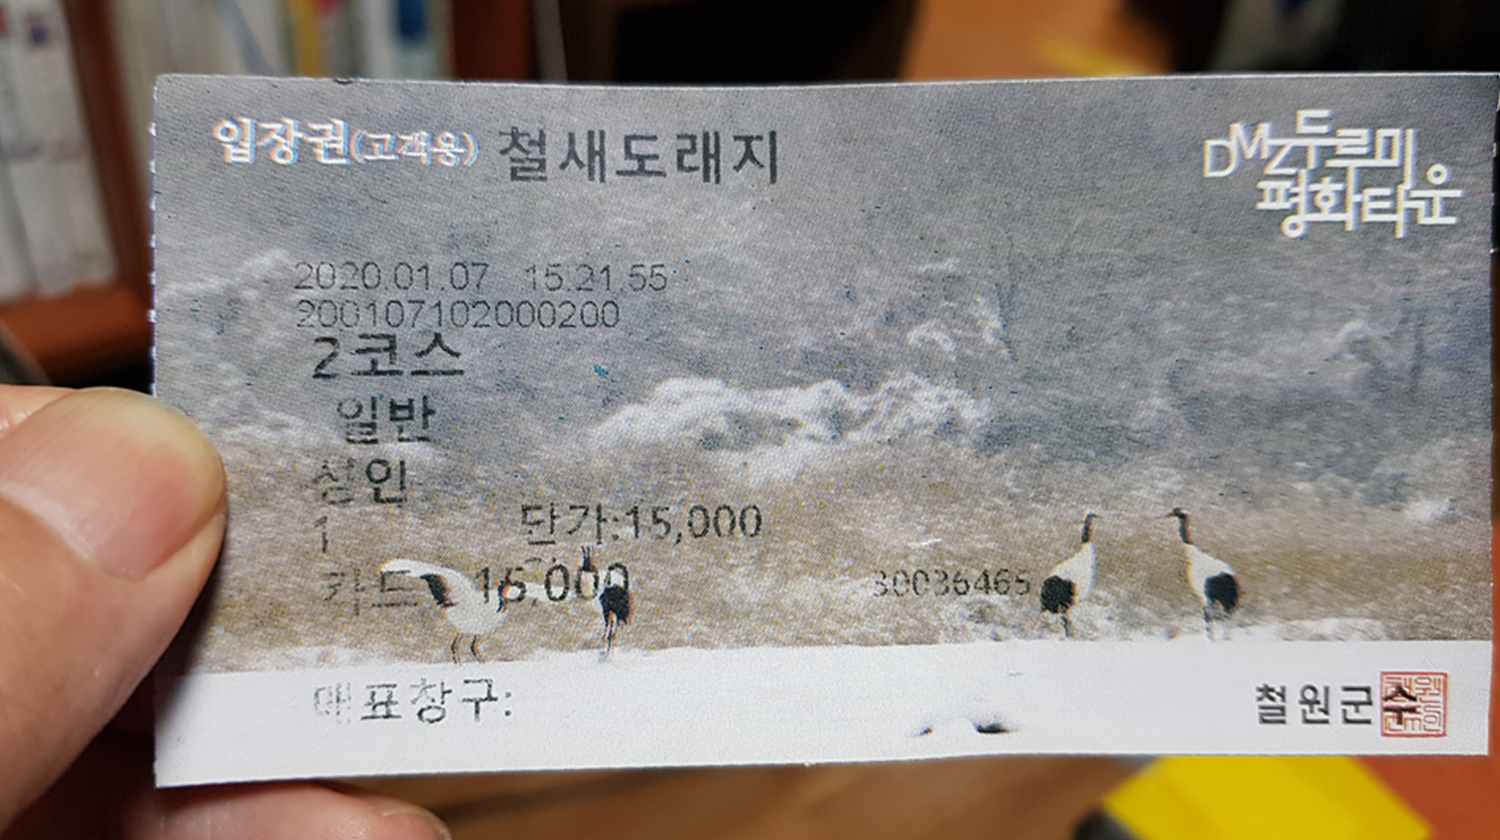 입장권(고객용) 철새도래지
DMZ두루미
평화타운
2020.01.07 15.21.55
200107102000200
2코스
일반
성인
1 단가:15,000
카드: 15,000 30036465
매표창구:
철원군수